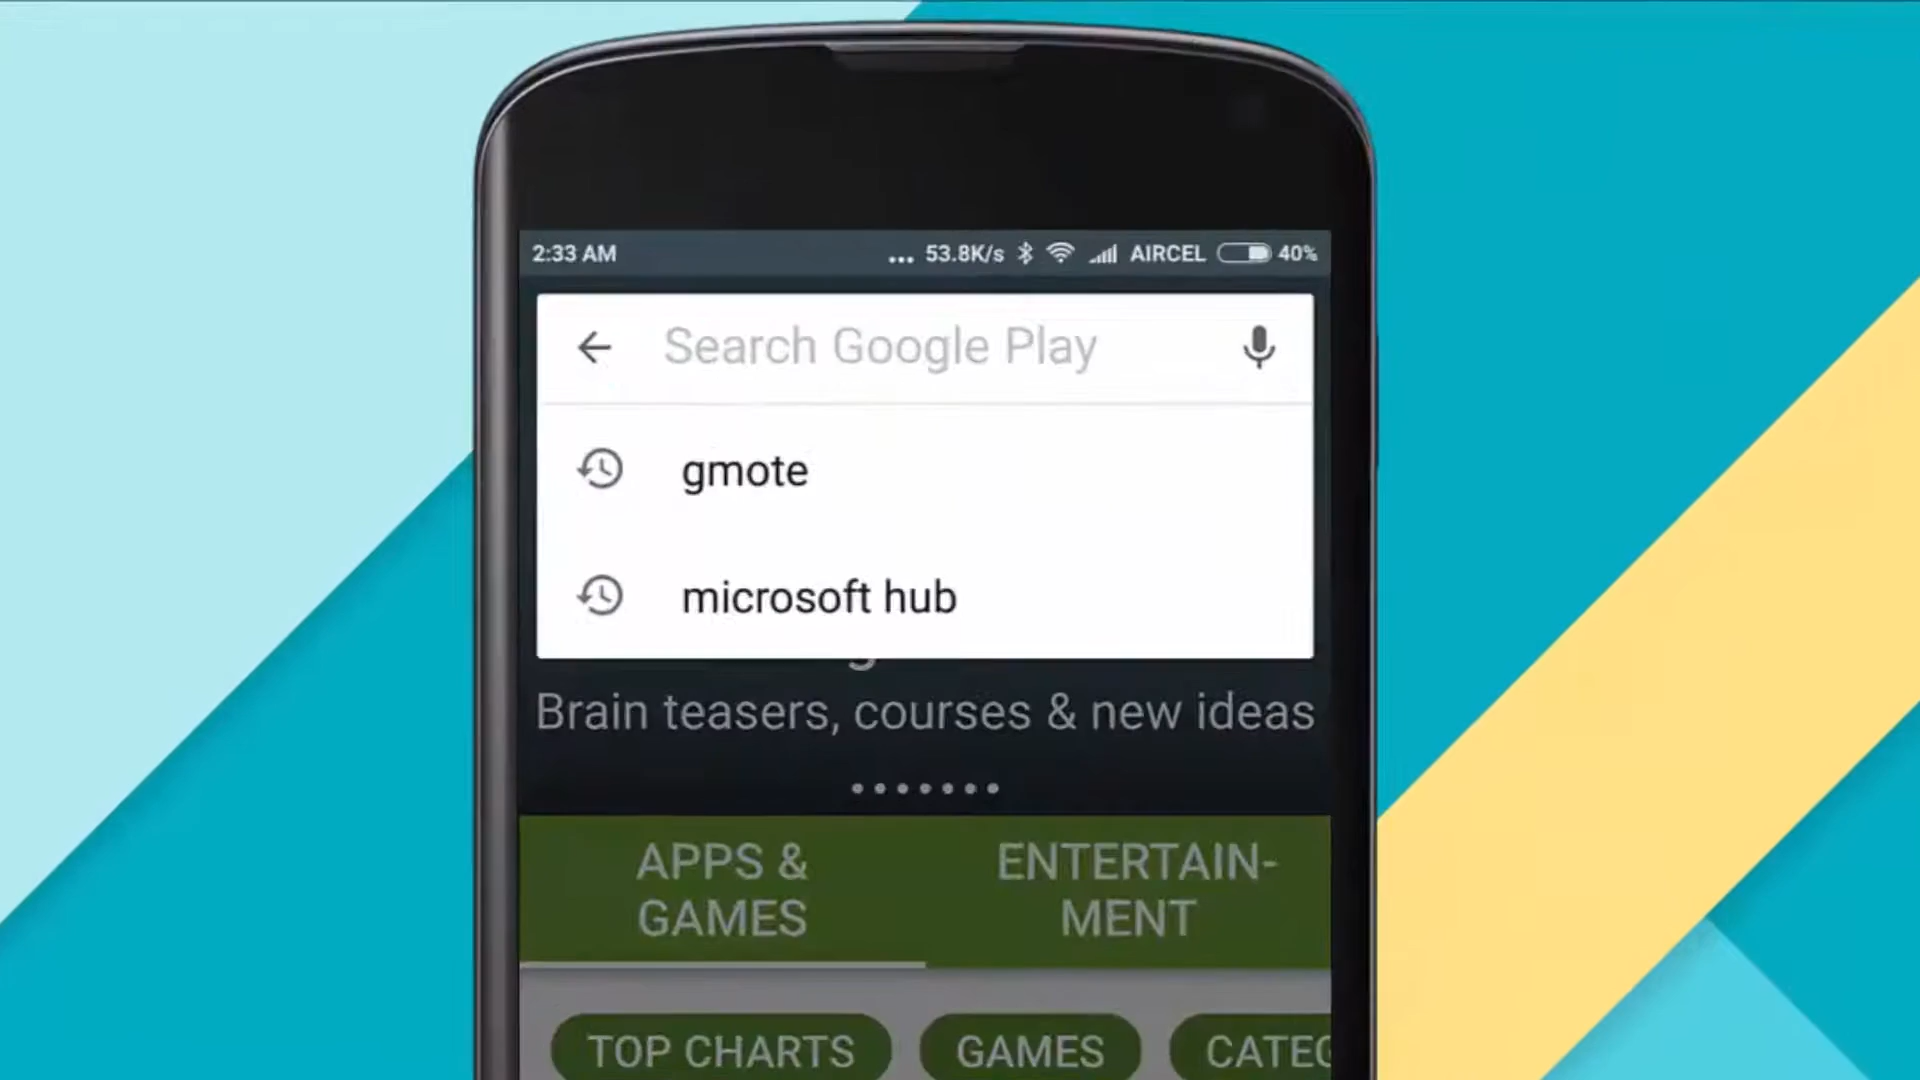 2:33 AM ... 53.8K/s AIRCEL 40%
Search Google Play
gmote
microsoft hub
Brain teasers, courses & new ideas
APPS &
GAMES
ENTERTAIN-
MENT
TOP CHARTS GAMES CATEG